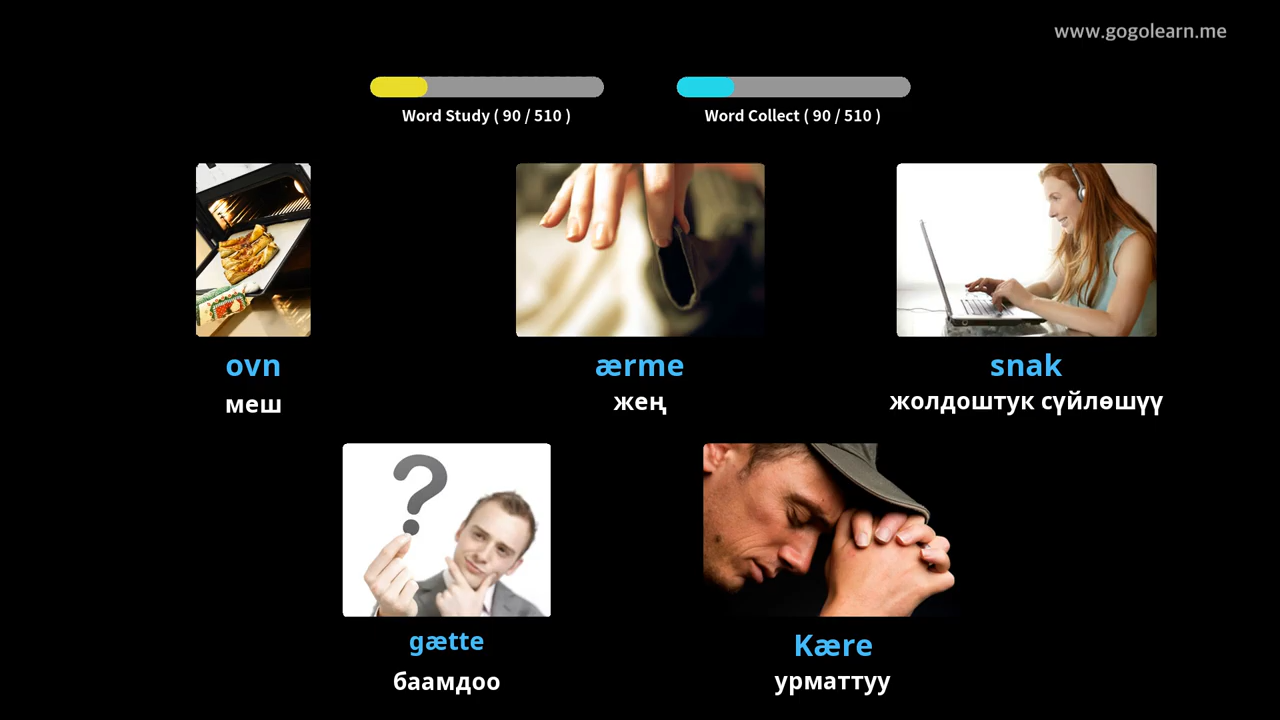 www.gogolearn.me
Word Study ( 90 / 510 )
Word Collect ( 90 / 510 )
ovn
меш
ærme
жең
snak
жолдоштук сүйлөшүү
gætte
баамдоо
Kære
урматтуу